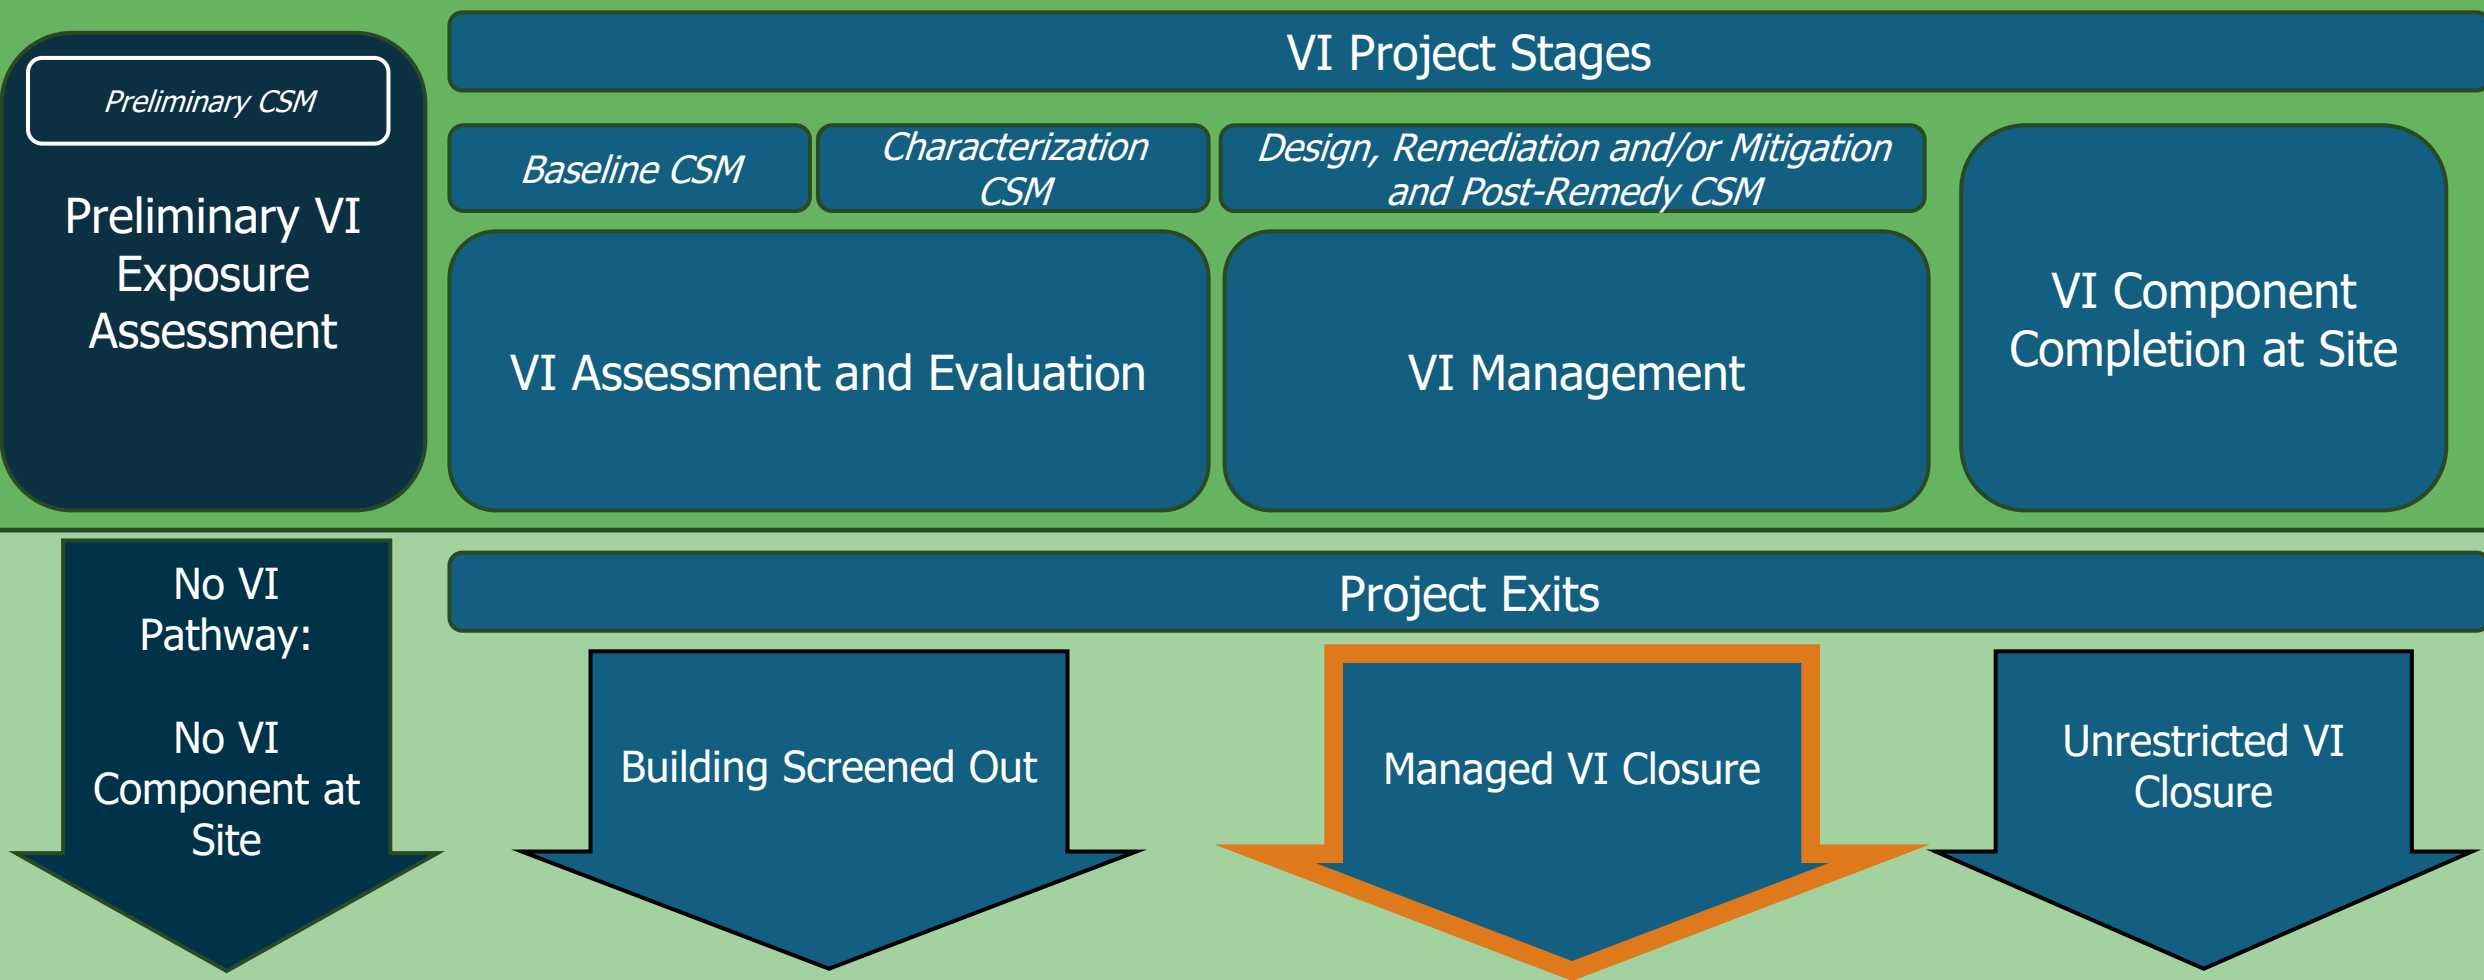 Preliminary CSM
Preliminary VI
Exposure
Assessment
VI Project Stages
Baseline CSM
Characterization
CSM
Design, Remediation and/or Mitigation
and Post-Remedy CSM
VI Assessment and Evaluation
VI Management
VI Component
Completion at Site
No VI
Pathway:
No VI
Component at
Site
Project Exits
Building Screened Out
Managed VI Closure
Unrestricted VI
Closure